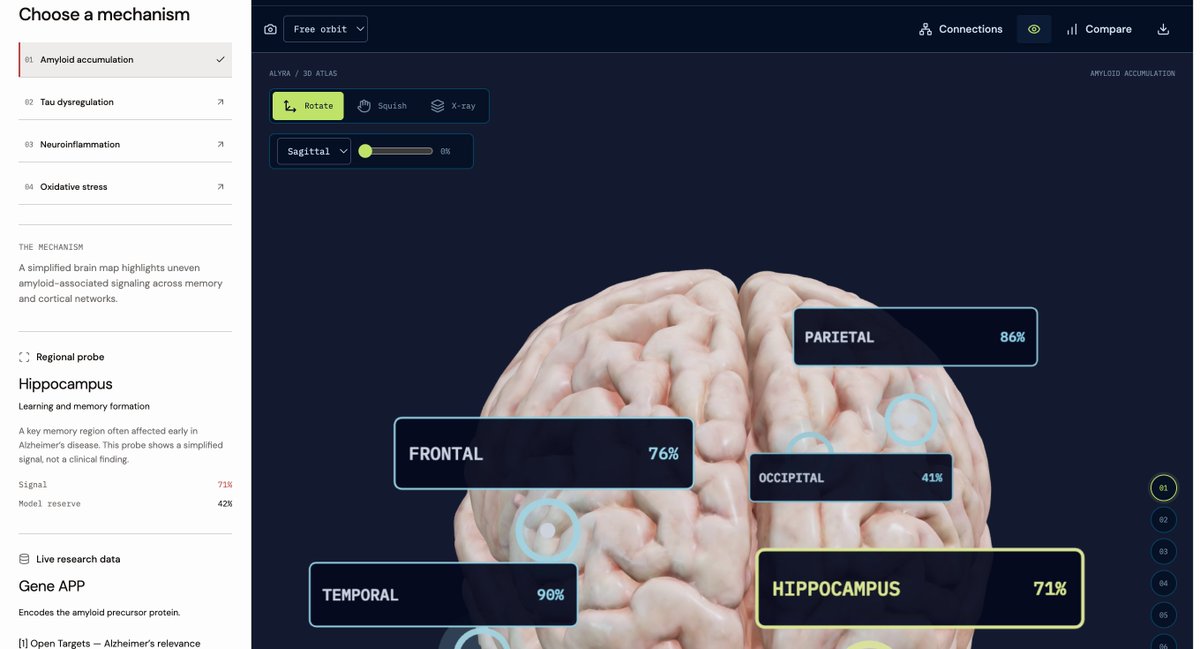 Choose a mechanism
01 Amyloid accumulation
02 Tau dysregulation
03 Neuroinflammation
04 Oxidative stress
THE MECHANISM
A simplified brain map highlights uneven
amyloid-associated signaling across memory
and cortical networks.
Regional probe
Hippocampus
Learning and memory formation
A key memory region often affected early in
Alzheimer's disease. This probe shows a simplified
signal, not a clinical finding.
Signal 71%
Model reserve 42%
Live research data
Gene APP
Encodes the amyloid precursor protein.
[1] Open Targets — Alzheimer's relevance
Free orbit
Connections
Compare
ALYRA / 3D ATLAS
AMYLOID ACCUMULATION
Rotate
Squish
X-ray
Sagittal
0%
PARIETAL 86%
FRONTAL 76%
OCCIPITAL 41%
TEMPORAL 90%
HIPPOCAMPUS 71%
01
02
03
04
05
06